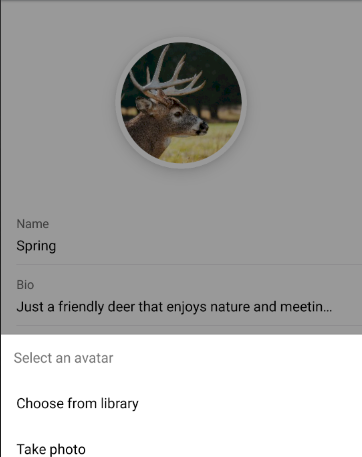 Name
Spring
Bio
Just a friendly deer that enjoys nature and meetin...
Select an avatar
Choose from library
Take photo